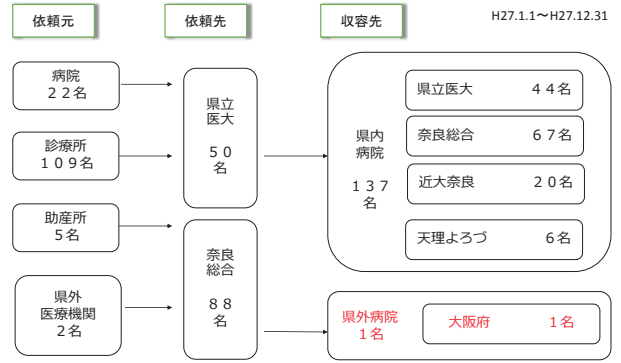 依頼元
依頼先
収容先
H27.1.1～H27.12.31
病院
２２名
診療所
１０９名
助産所
５名
県外
医療機関
２名
県立
医大
５０
名
奈良
総合
８８
名
県内
病院
１３７
名
県立医大 ４４名
奈良総合 ６７名
近大奈良 ２０名
天理よろづ ６名
県外病院
１名
大阪府 １名